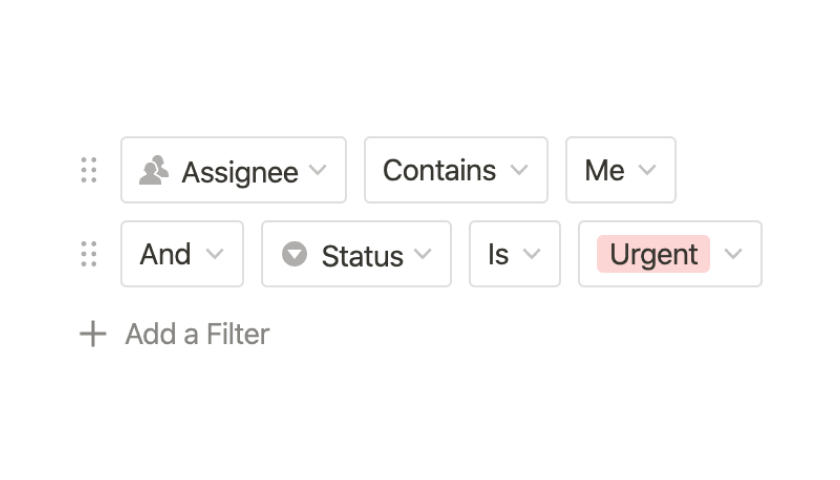 Assignee Contains Me
And Status Is Urgent
Add a Filter